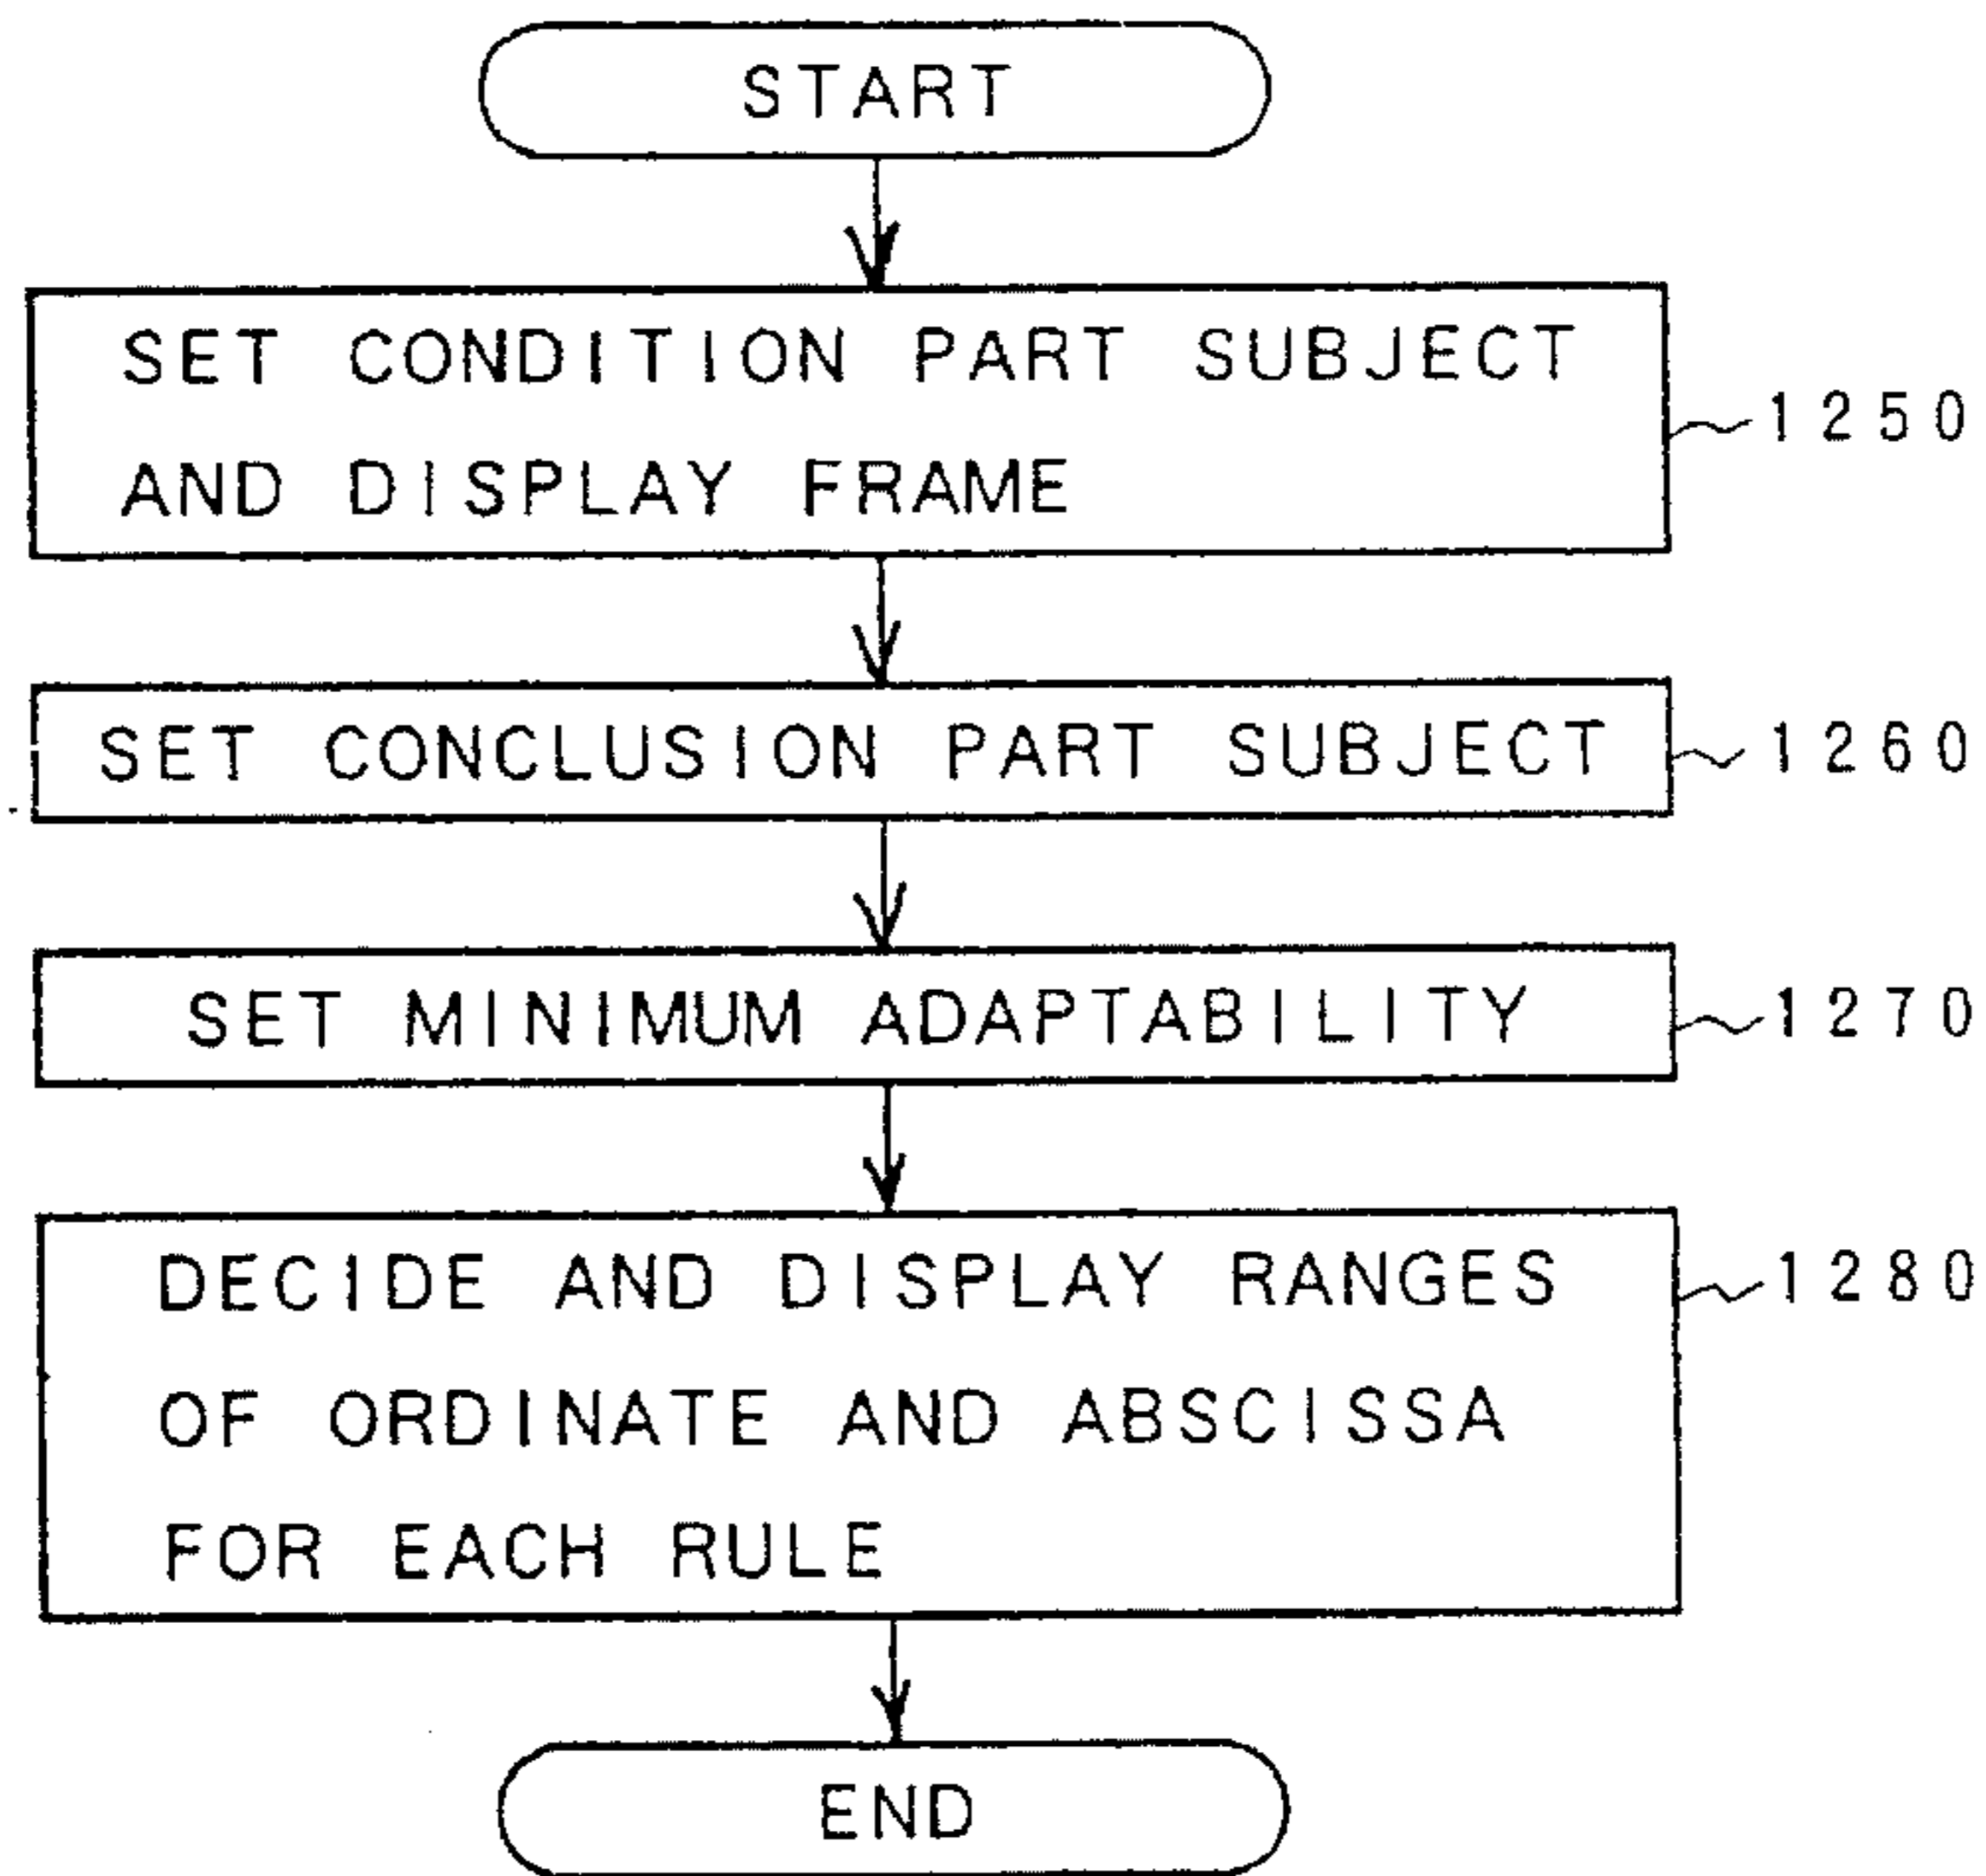 START
SET CONDITION PART SUBJECT
AND DISPLAY FRAME
1250
SET CONCLUSION PART SUBJECT
1260
SET MINIMUM ADAPTABILITY
1270
DECIDE AND DISPLAY RANGES
1280
OF ORDINATE AND ABSCISSA
FOR EACH RULE
END